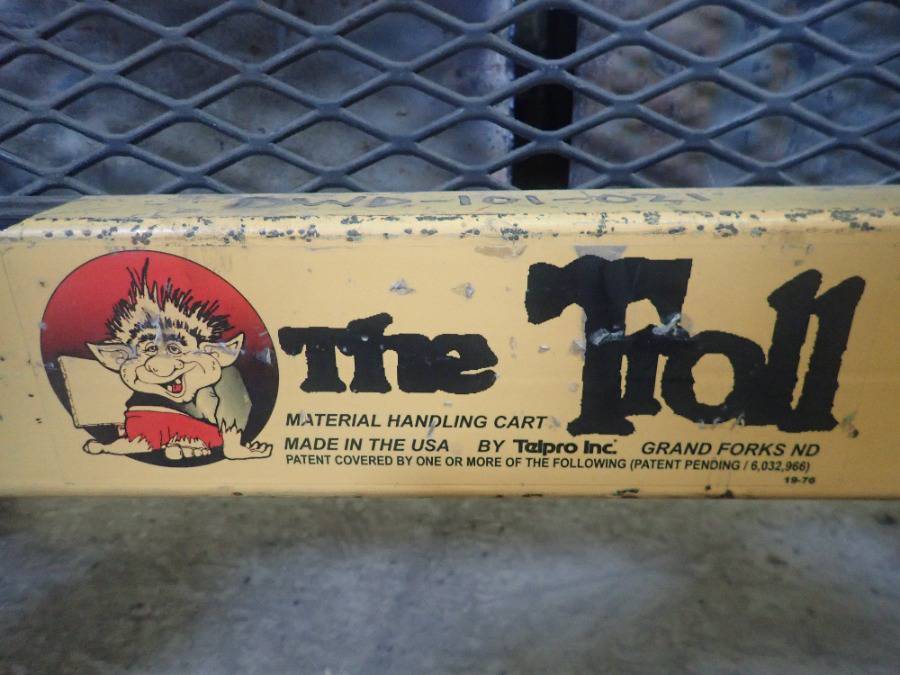 The Troll
MATERIAL HANDLING CART
MADE IN THE USA BY Telpro Inc. GRAND FORKS ND
PATENT COVERED BY ONE OR MORE OF THE FOLLOWING (PATENT PENDING / 6,032,966)
19-76